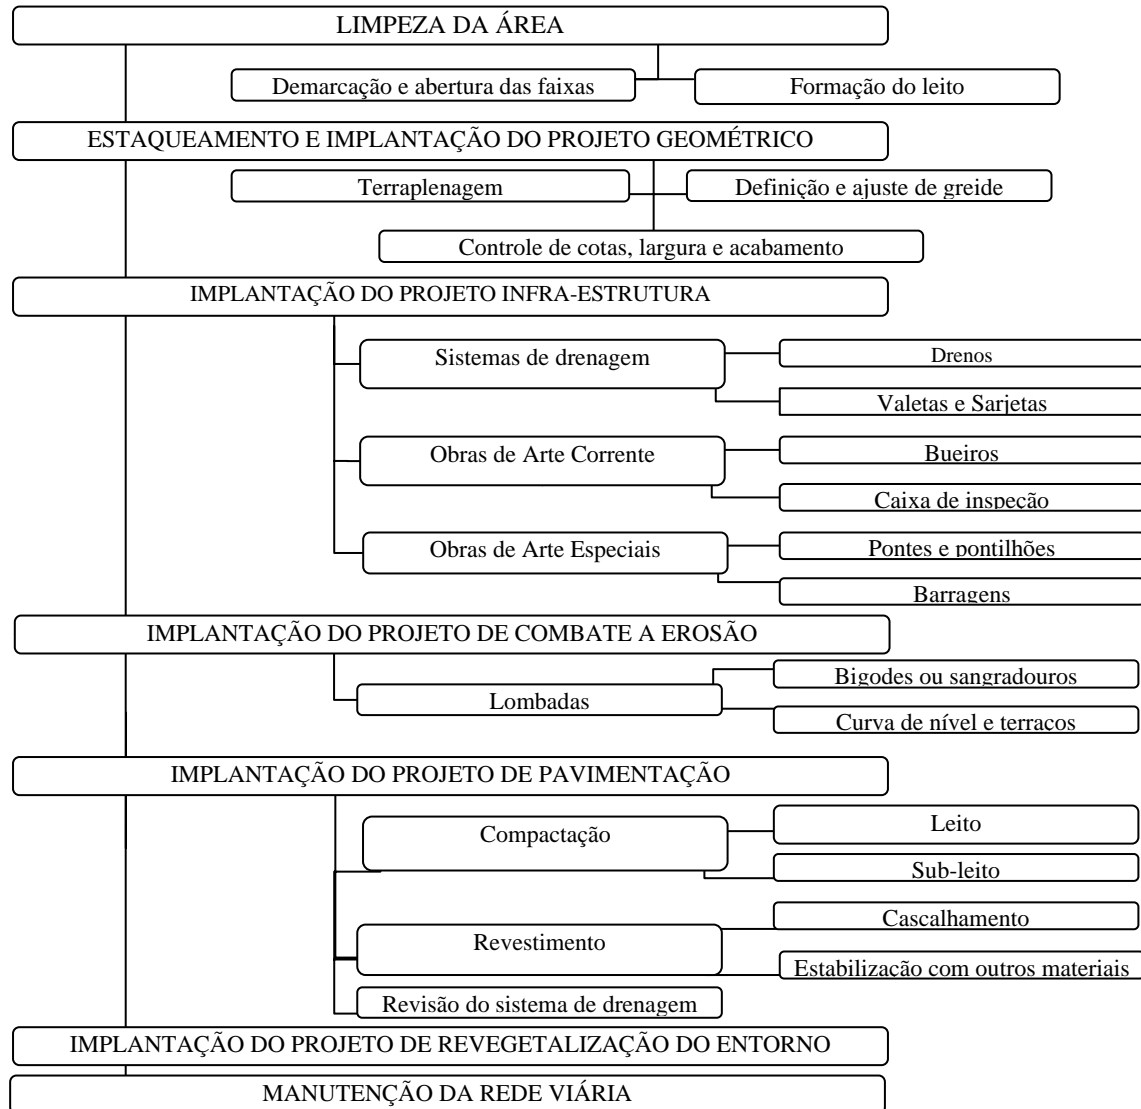 LIMPEZA DA ÁREA
Demarcação e abertura das faixas
Formação do leito
ESTAQUEAMENTO E IMPLANTAÇÃO DO PROJETO GEOMÉTRICO
Terraplenagem
Definição e ajuste de greide
Controle de cotas, largura e acabamento
IMPLANTAÇÃO DO PROJETO INFRA-ESTRUTURA
Sistemas de drenagem
Drenos
Valetas e Sarjetas
Obras de Arte Corrente
Bueiros
Caixa de inspeção
Obras de Arte Especiais
Pontes e pontilhões
Barragens
IMPLANTAÇÃO DO PROJETO DE COMBATE A EROSÃO
Lombadas
Bigodes ou sangradouros
Curva de nível e terraços
IMPLANTAÇÃO DO PROJETO DE PAVIMENTAÇÃO
Compactação
Leito
Sub-leito
Revestimento
Cascalhamento
Estabilização com outros materiais
Revisão do sistema de drenagem
IMPLANTAÇÃO DO PROJETO DE REVEGETALIZAÇÃO DO ENTORNO
MANUTENÇÃO DA REDE VIÁRIA